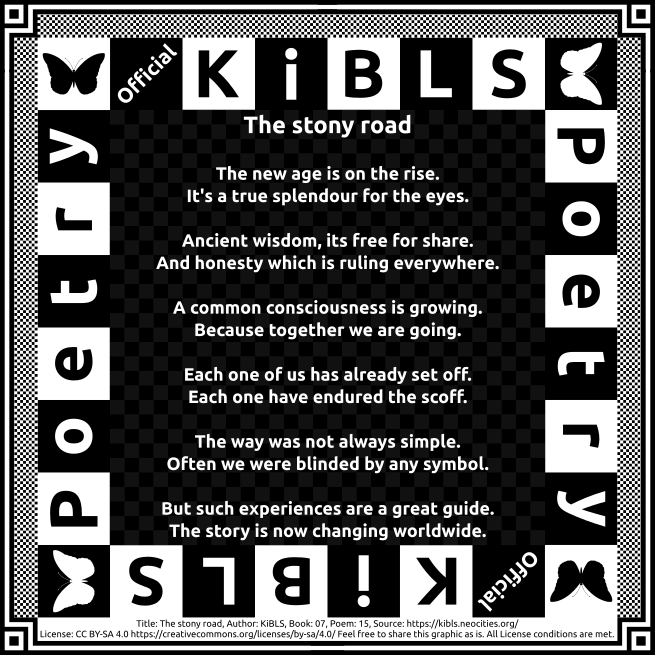 Official KiBLS
Poetry
Poetry
The stony road
The new age is on the rise.
It's a true splendour for the eyes.
Ancient wisdom, its free for share.
And honesty which is ruling everywhere.
A common consciousness is growing.
Because together we are going.
Each one of us has already set off.
Each one have endured the scoff.
The way was not always simple.
Often we were blinded by any symbol.
But such experiences are a great guide.
The story is now changing worldwide.
Official KiBLS
Title: The stony road, Author: KiBLS, Book: 07, Poem: 15, Source: https://kibls.neocities.org/
License: CC BY-SA 4.0 https://creativecommons.org/licenses/by-sa/4.0/ Feel free to share this graphic as is. All License conditions are met.